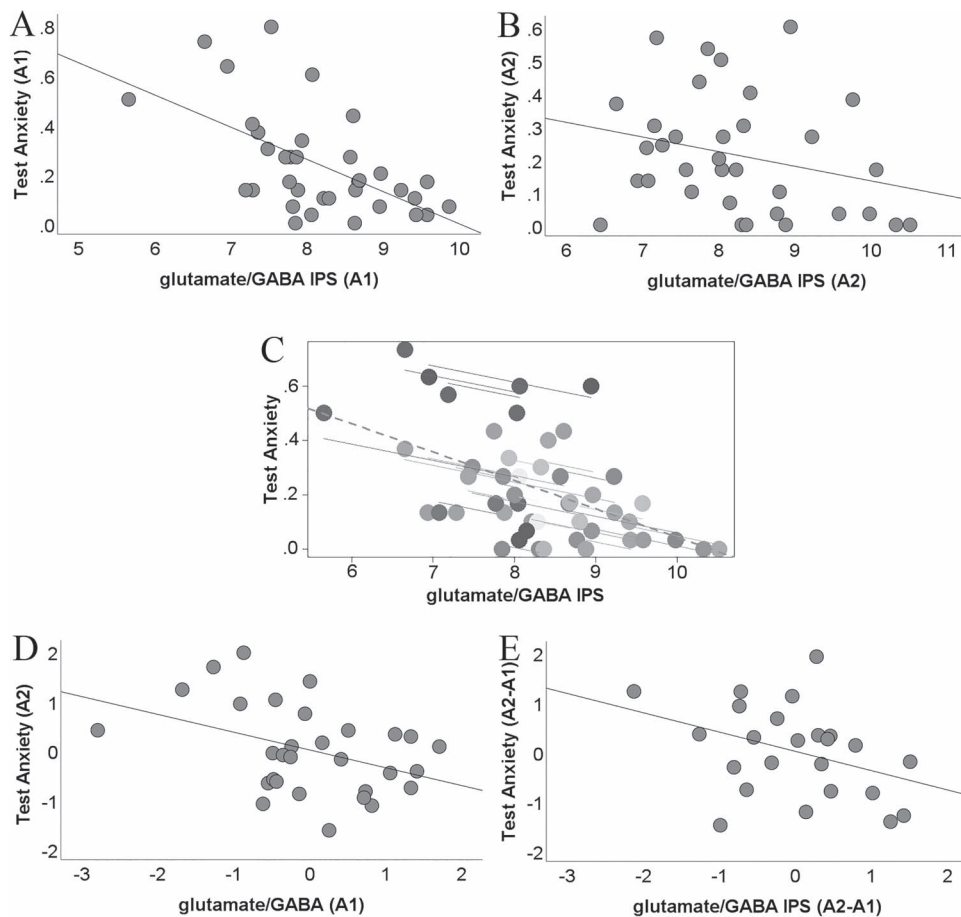 A
.8
.6
.4
.2
.0
Test Anxiety (A1)
5 6 7 8 9 10
glutamate/GABA IPS (A1)
B
.6
.5
.4
.3
.2
.1
.0
Test Anxiety (A2)
6 7 8 9 10 11
glutamate/GABA IPS (A2)
C
.6
.4
.2
.0
Test Anxiety
6 7 8 9 10
glutamate/GABA IPS
D
2
1
0
-1
-2
Test Anxiety (A2)
-3 -2 -1 0 1 2
glutamate/GABA (A1)
E
2
1
0
-1
-2
Test Anxiety (A2-A1)
-3 -2 -1 0 1 2
glutamate/GABA IPS (A2-A1)